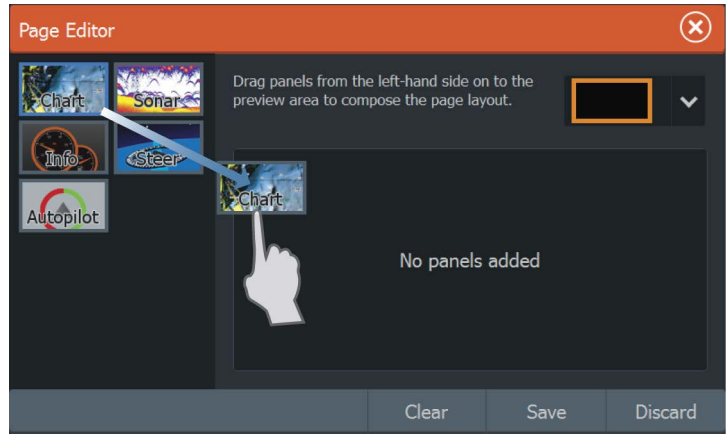 Page Editor
Chart
Sonar
Drag panels from the left-hand side on to the
preview area to compose the page layout.
Info
Steer
Autopilot
Chart
No panels added
Clear
Save
Discard